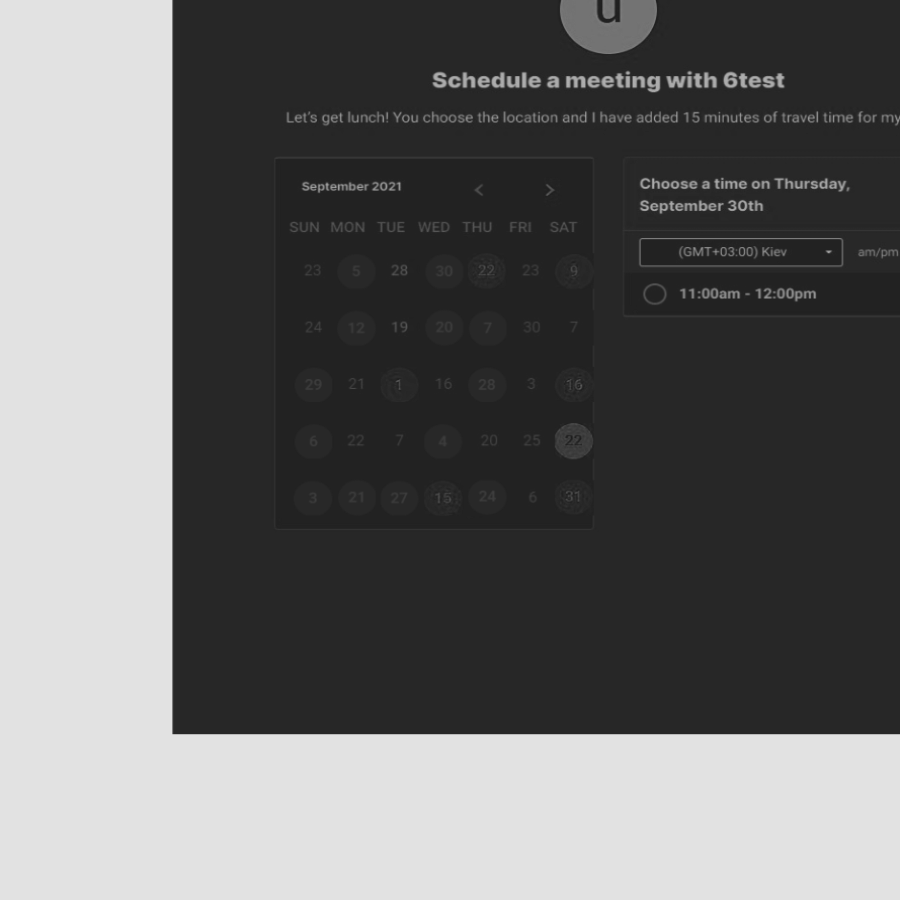 u
Schedule a meeting with 6test
Let's get lunch! You choose the location and I have added 15 minutes of travel time for my
September 2021 < >
SUN MON TUE WED THU FRI SAT
23 5 28 30 22 23 9
24 12 19 20 7 30 7
29 21 1 16 28 3 16
6 22 7 4 20 25 22
3 21 27 15 24 6 31
Choose a time on Thursday,
September 30th
(GMT+03:00) Kiev am/pm
11:00am - 12:00pm